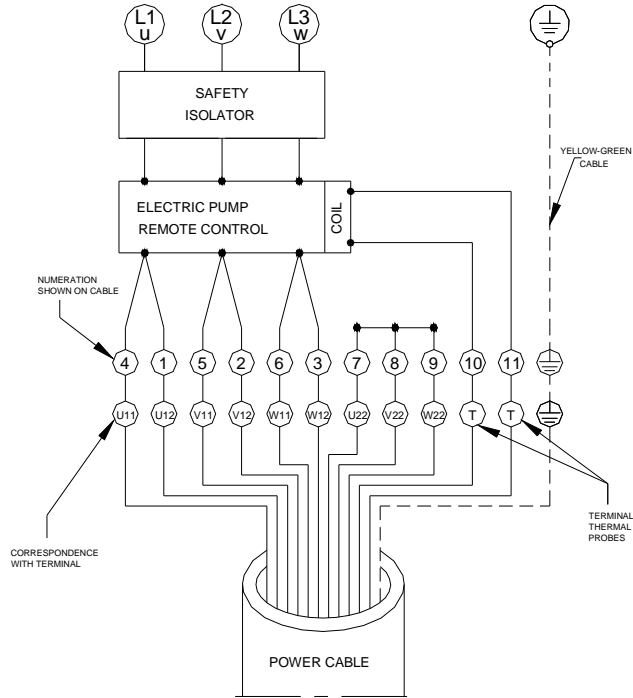 L1 L2 L3
u v w
SAFETY
ISOLATOR
YELLOW-GREEN
CABLE
ELECTRIC PUMP
REMOTE CONTROL
COIL
NUMERATION
SHOWN ON CABLE
4 1 5 2 6 3 7 8 9 10 11
U11 U12 V11 V12 W11 W12 U22 V22 W22 T T
TERMINAL
THERMAL
PROBES
CORRESPONDENCE
WITH TERMINAL
POWER CABLE